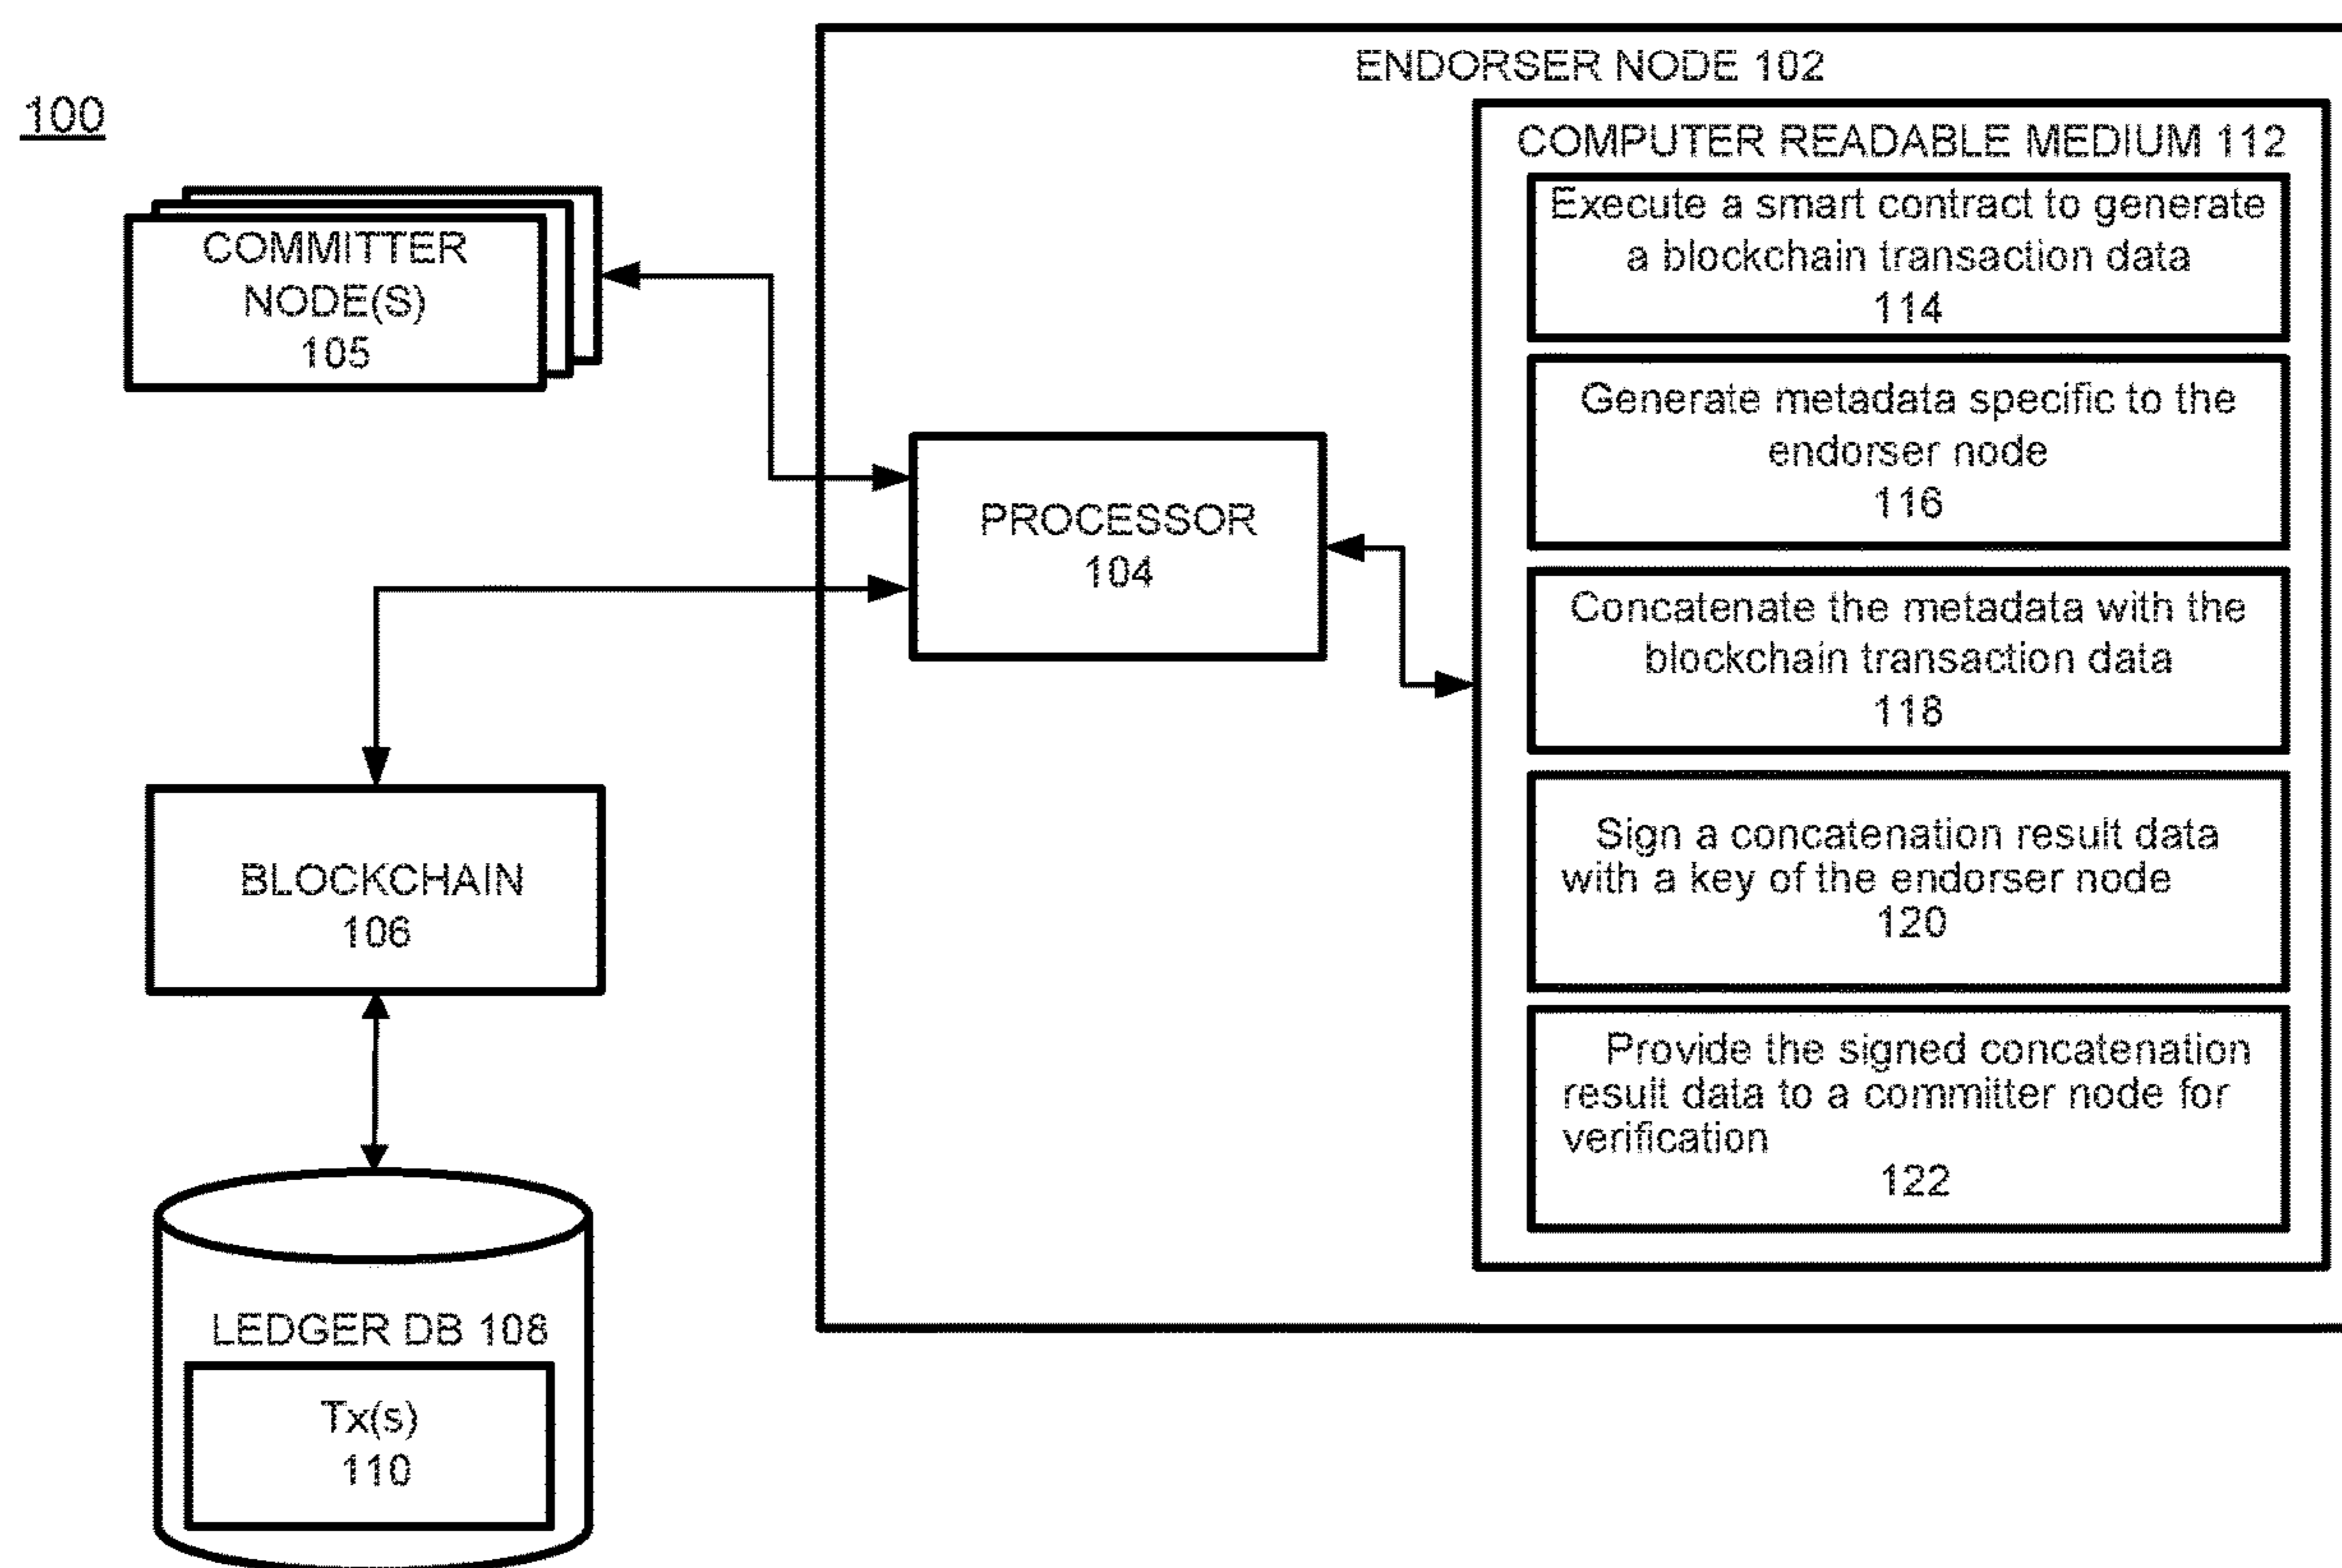 100
ENDORSER NODE 102
COMMITTER
NODE(S)
105
PROCESSOR
104
BLOCKCHAIN
106
LEDGER DB 108
Tx(s)
110
COMPUTER READABLE MEDIUM 112
Execute a smart contract to generate
a blockchain transaction data
114
Generate metadata specific to the
endorser node
116
Concatenate the metadata with the
blockchain transaction data
118
Sign a concatenation result data
with a key of the endorser node
120
Provide the signed concatenation
result data to a committer node for
verification
122